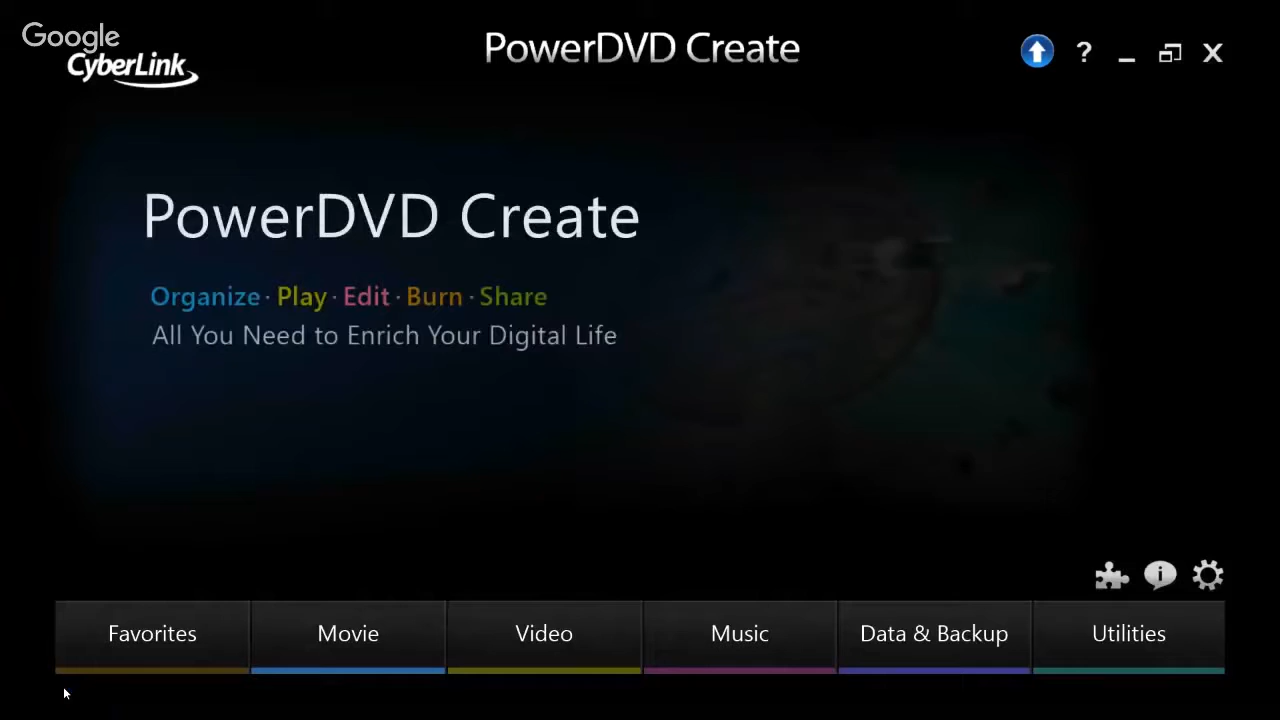 Google
CyberLink
PowerDVD Create
?
X
PowerDVD Create
Organize · Play · Edit · Burn · Share
All You Need to Enrich Your Digital Life
Favorites
Movie
Video
Music
Data & Backup
Utilities